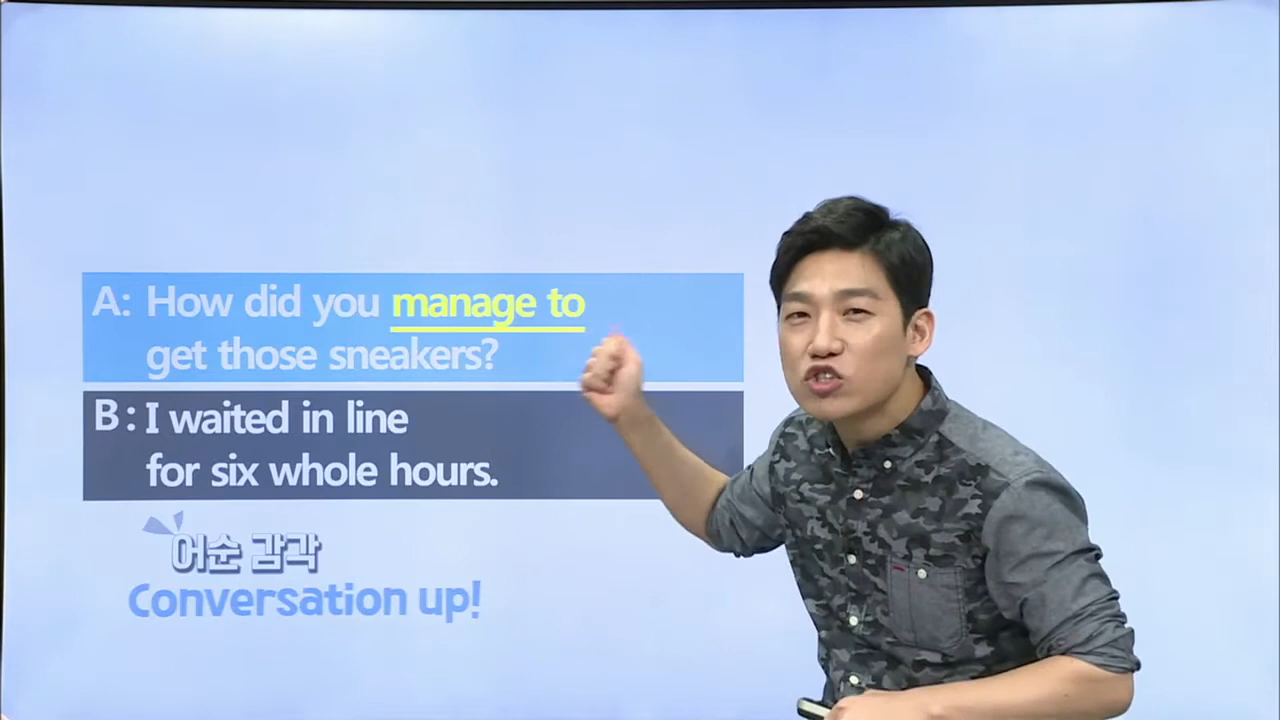 A: How did you manage to
get those sneakers?
B: I waited in line
for six whole hours.
어순 감각
Conversation up!